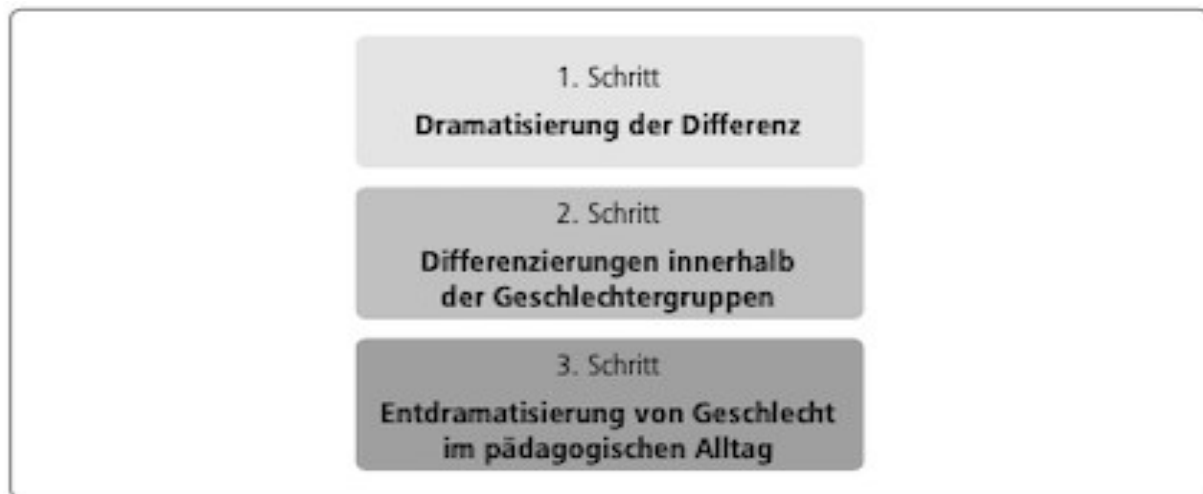 1. Schritt
Dramatisierung der Differenz
2. Schritt
Differenzierungen innerhalb
der Geschlechtergruppen
3. Schritt
Entdramatisierung von Geschlecht
im pädagogischen Alltag